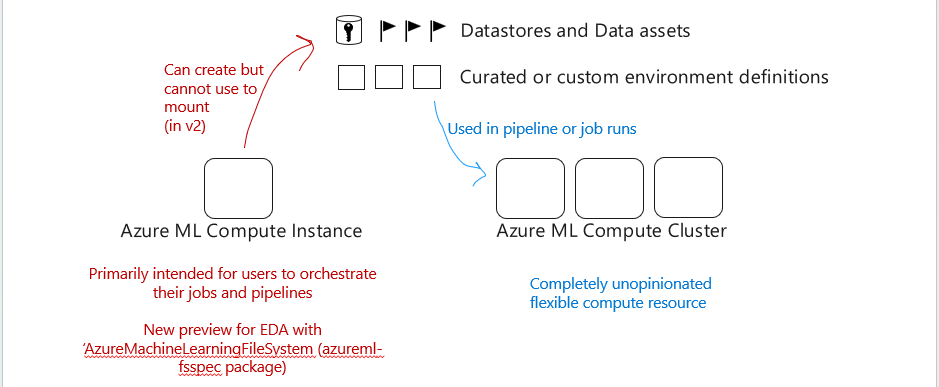 Datastores and Data assets
Can create but
cannot use to
mount
(in v2)
Curated or custom environment definitions
Used in pipeline or job runs
Azure ML Compute Instance
Azure ML Compute Cluster
Primarily intended for users to orchestrate
their jobs and pipelines
Completely unopinionated
flexible compute resource
New preview for EDA with
‘AzureMachineLearningFileSystem (azureml-
fsspec package)